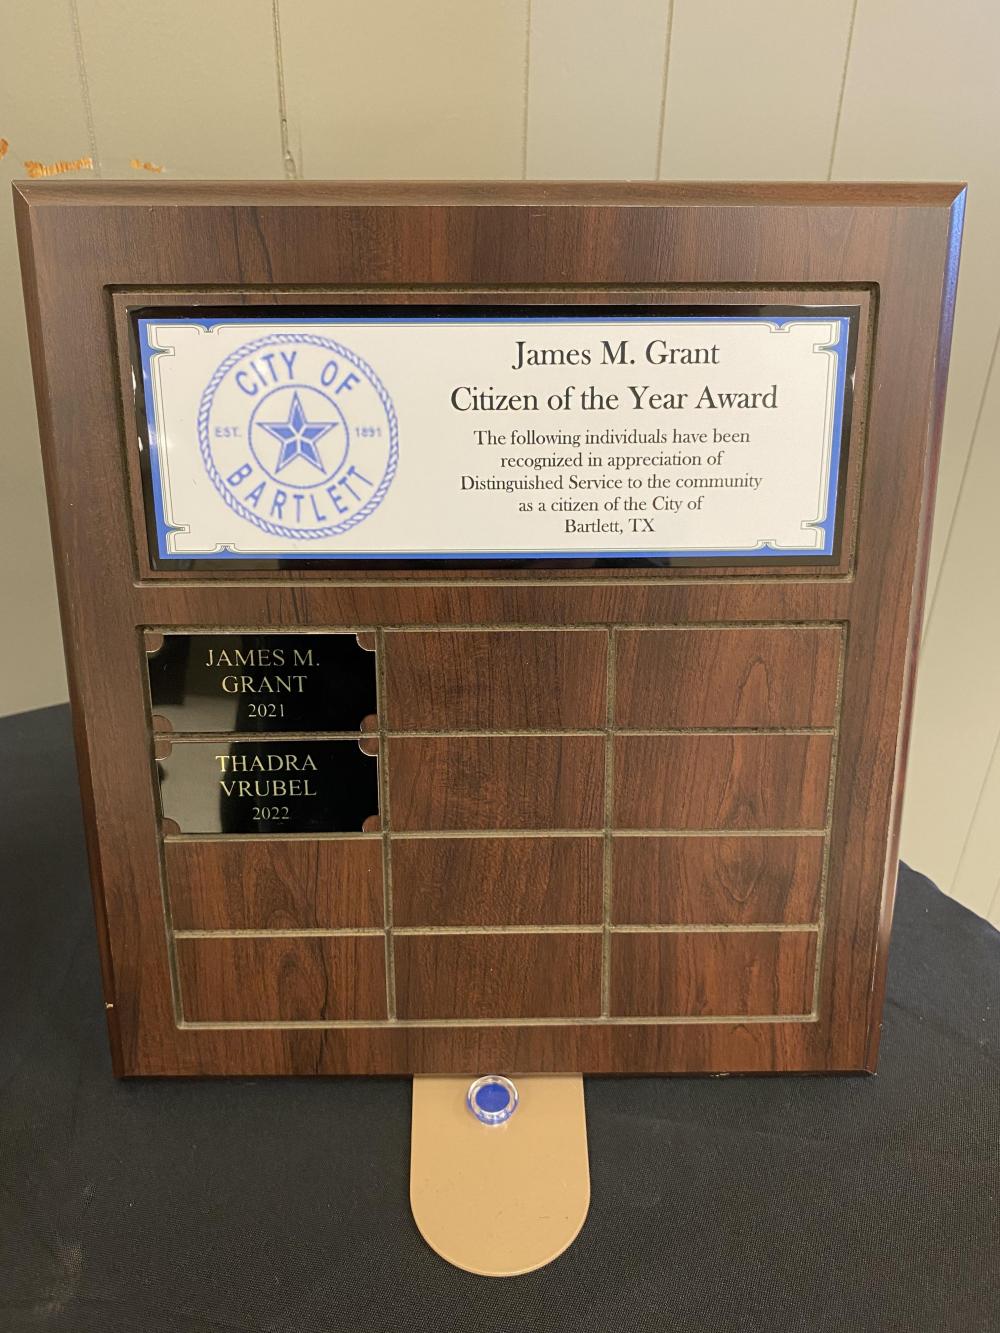 CITY OF
EST. 1891
BARTLETT
James M. Grant
Citizen of the Year Award
The following individuals have been
recognized in appreciation of
Distinguished Service to the community
as a citizen of the City of
Bartlett, TX
JAMES M.
GRANT
2021
THADRA
VRUBEL
2022